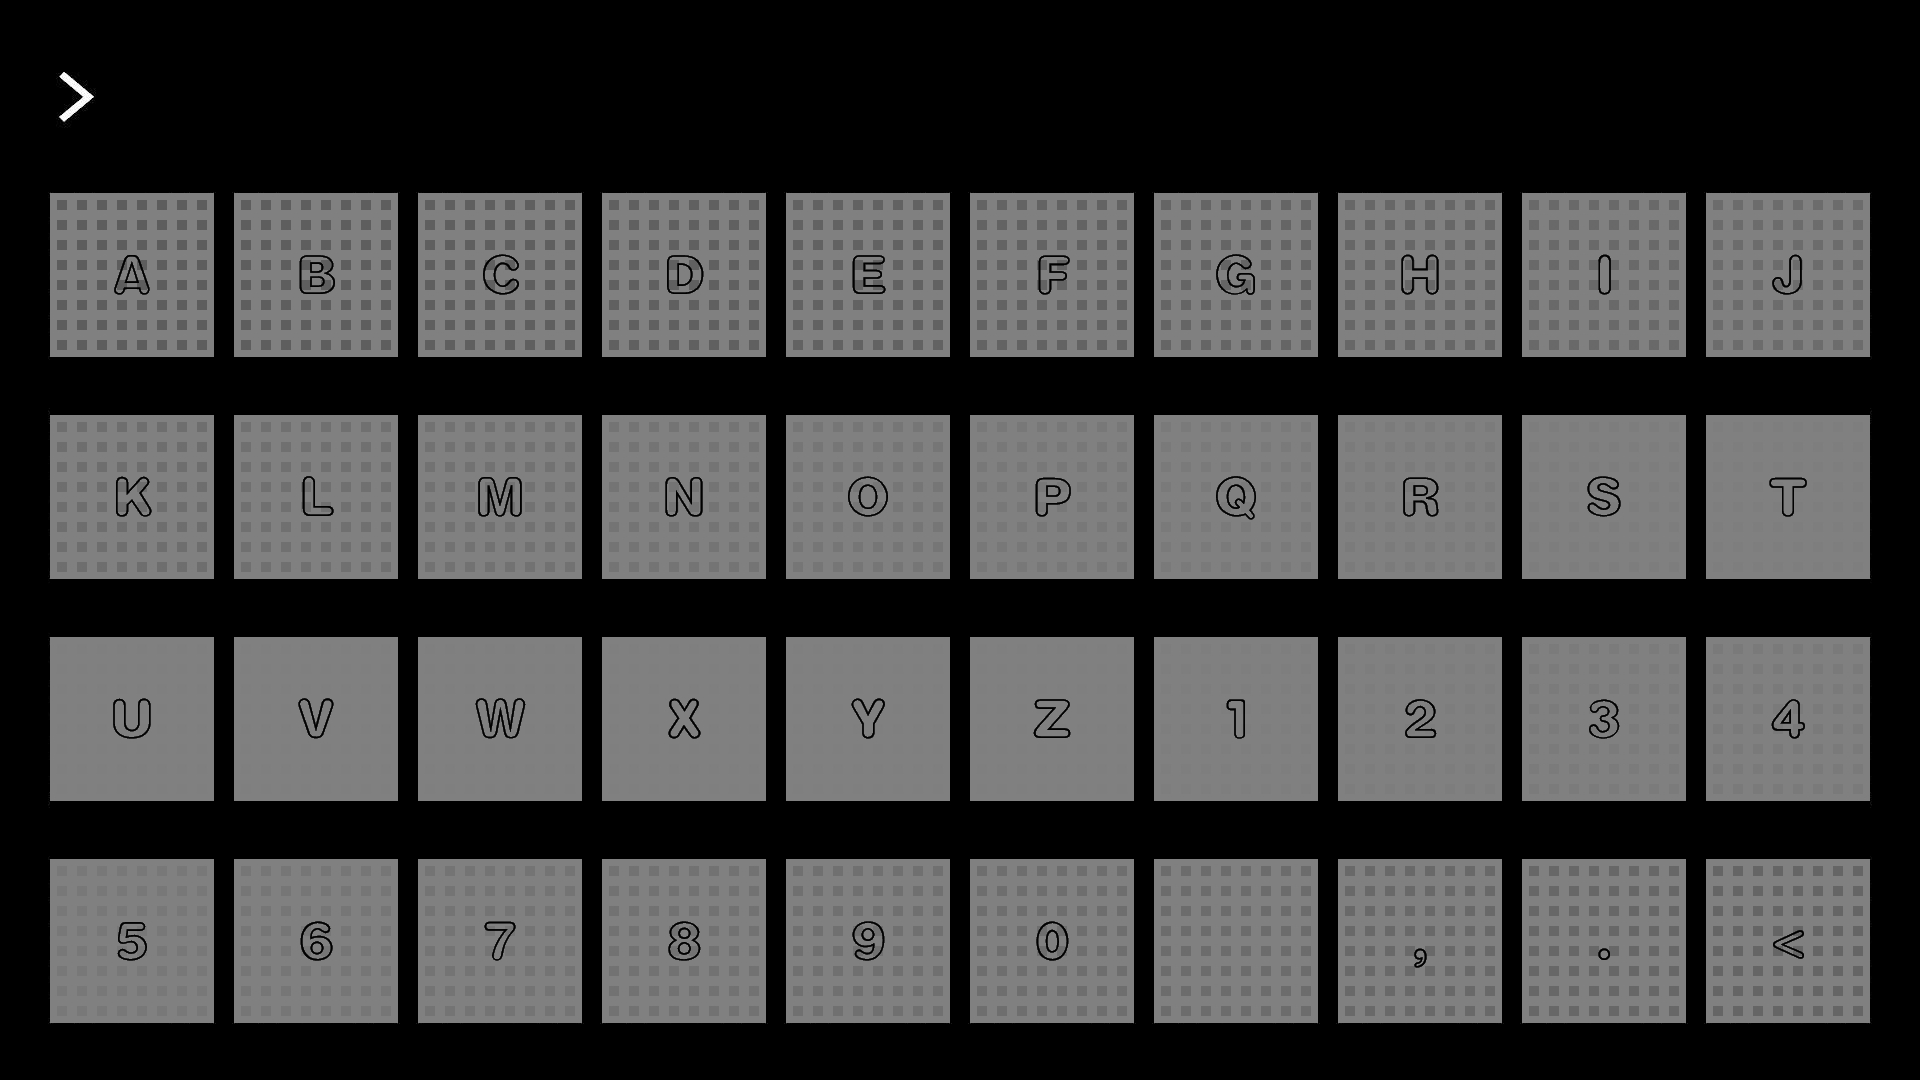 >
A B C D E F G H I J
K L M N O P Q R S T
U V W X Y Z 1 2 3 4
5 6 7 8 9 0 , . <